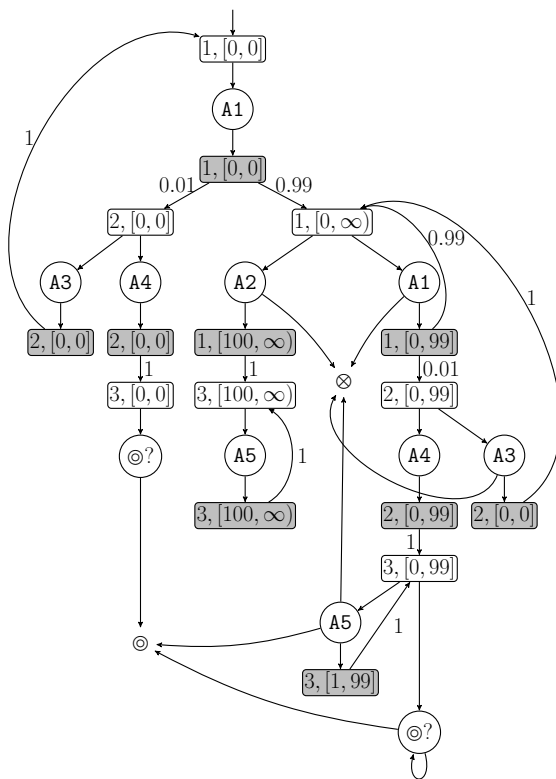 1, [0, 0]
A1
1
1, [0, 0]
0.01
0.99
2, [0, 0]
1, [0, ∞)
0.99
A3
A4
A2
A1
1
2, [0, 0]
2, [0, 0]
1, [100, ∞)
1, [0, 99]
1
1
0.01
⊗
3, [0, 0]
3, [100, ∞)
2, [0, 99]
◎?
A5
1
A4
A3
3, [100, ∞)
2, [0, 99]
2, [0, 0]
1
3, [0, 99]
A5
1
◎
3, [1, 99]
◎?